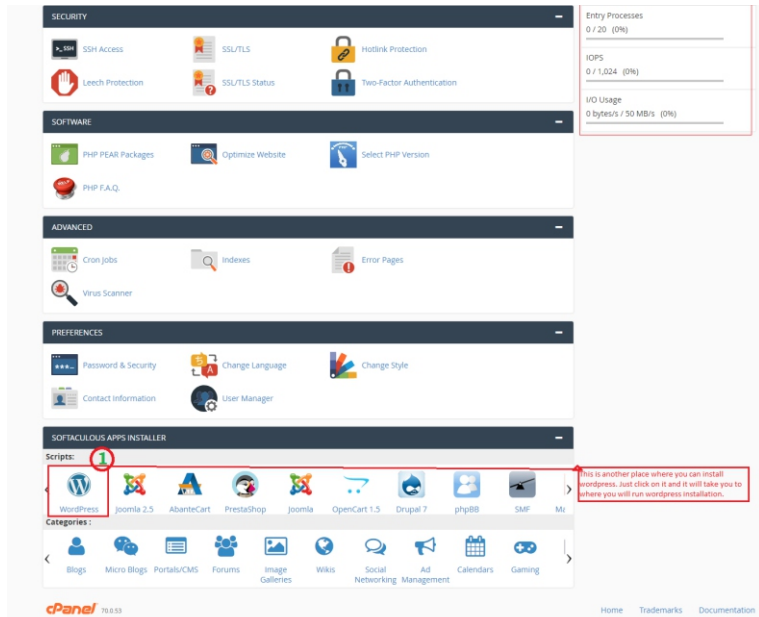 SECURITY
SSH Access
SSL/TLS
Hotlink Protection
Leech Protection
SSL/TLS Status
Two-Factor Authentication
Entry Processes
0 / 20 (0%)
IOPS
0 / 1,024 (0%)
I/O Usage
0 bytes/s / 50 MB/s (0%)
SOFTWARE
PHP PEAR Packages
Optimize Website
Select PHP Version
PHP F.A.Q.
ADVANCED
Cron Jobs
Indexes
Error Pages
Virus Scanner
PREFERENCES
Password & Security
Change Language
Change Style
Contact Information
User Manager
SOFTACULOUS APPS INSTALLER
Scripts:
1
WordPress
Joomla 2.5
AbanteCart
PrestaShop
Joomla
OpenCart 1.5
Drupal 7
phpBB
SMF
Ma
This is another place where you can install
wordpress. Just click on it and it will take you to
where you will run wordpress installation.
Categories :
Blogs
Micro Blogs
Portals/CMS
Forums
Image
Galleries
Wikis
Social
Networking
Ad
Management
Calendars
Gaming
cPanel 70.0.53
Home
Trademarks
Documentation